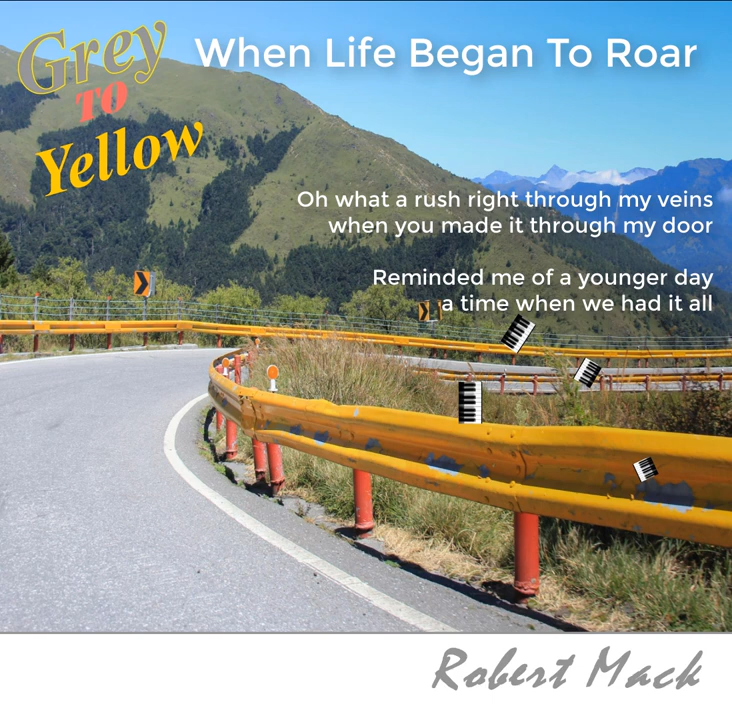 Grey
TO
Yellow
When Life Began To Roar
Oh what a rush right through my veins
when you made it through my door
Reminded me of a younger day
a time when we had it all
Robert Mack